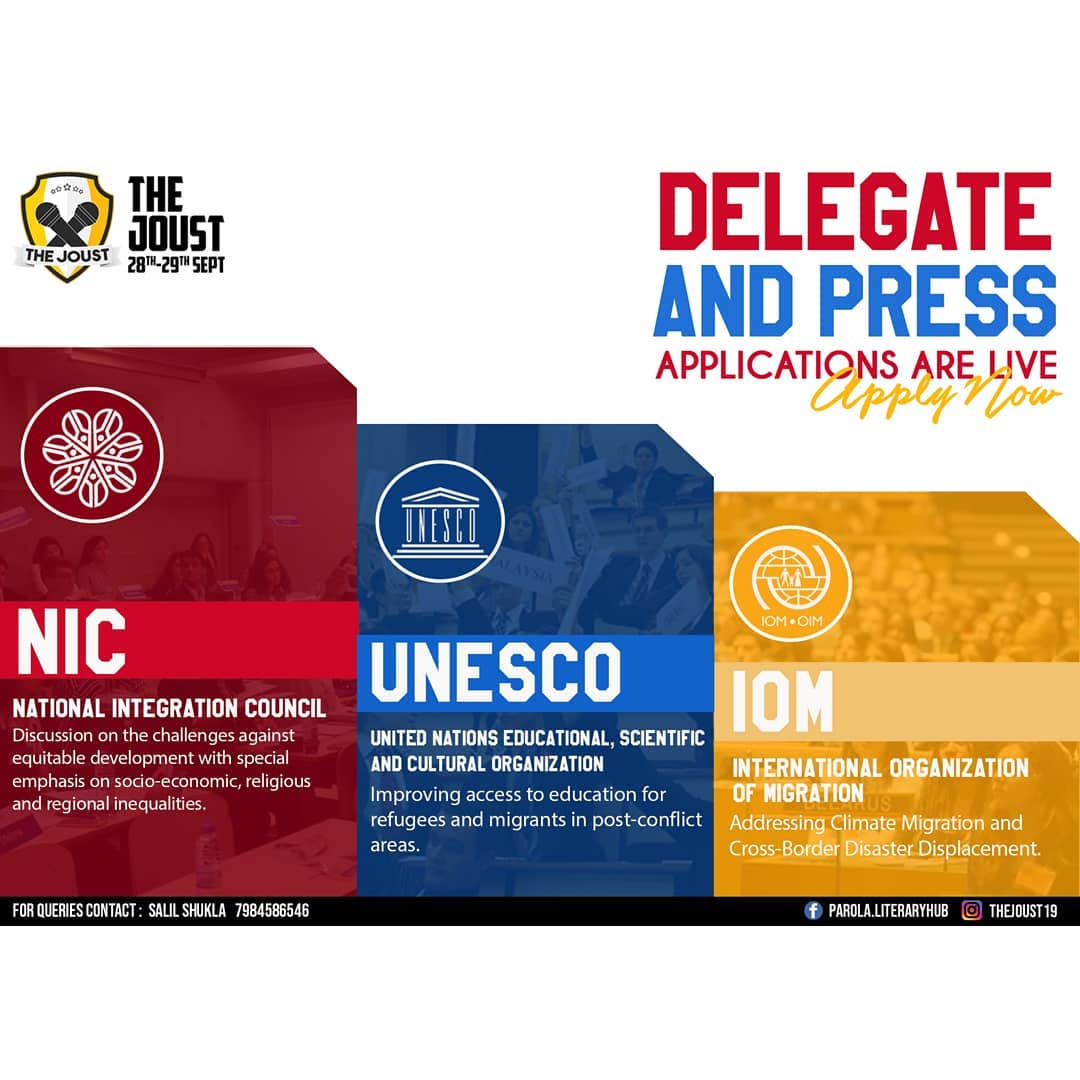 THE JOUST
THE
JOUST
28TH-29TH SEPT
DELEGATE
AND PRESS
APPLICATIONS ARE LIVE
Apply Now
NIC
NATIONAL INTEGRATION COUNCIL
Discussion on the challenges against
equitable development with special
emphasis on socio-economic, religious
and regional inequalities.
UNESCO
MALAYSIA
UNESCO
UNITED NATIONS EDUCATIONAL, SCIENTIFIC
AND CULTURAL ORGANIZATION
Improving access to education for
refugees and migrants in post-conflict
areas.
IOM • OIM
IOM
INTERNATIONAL ORGANIZATION
OF MIGRATION
BELARUS
Addressing Climate Migration and
Cross-Border Disaster Displacement.
FOR QUERIES CONTACT : SALIL SHUKLA 7984586546
PAROLA.LITERARYHUB THEJOUST19